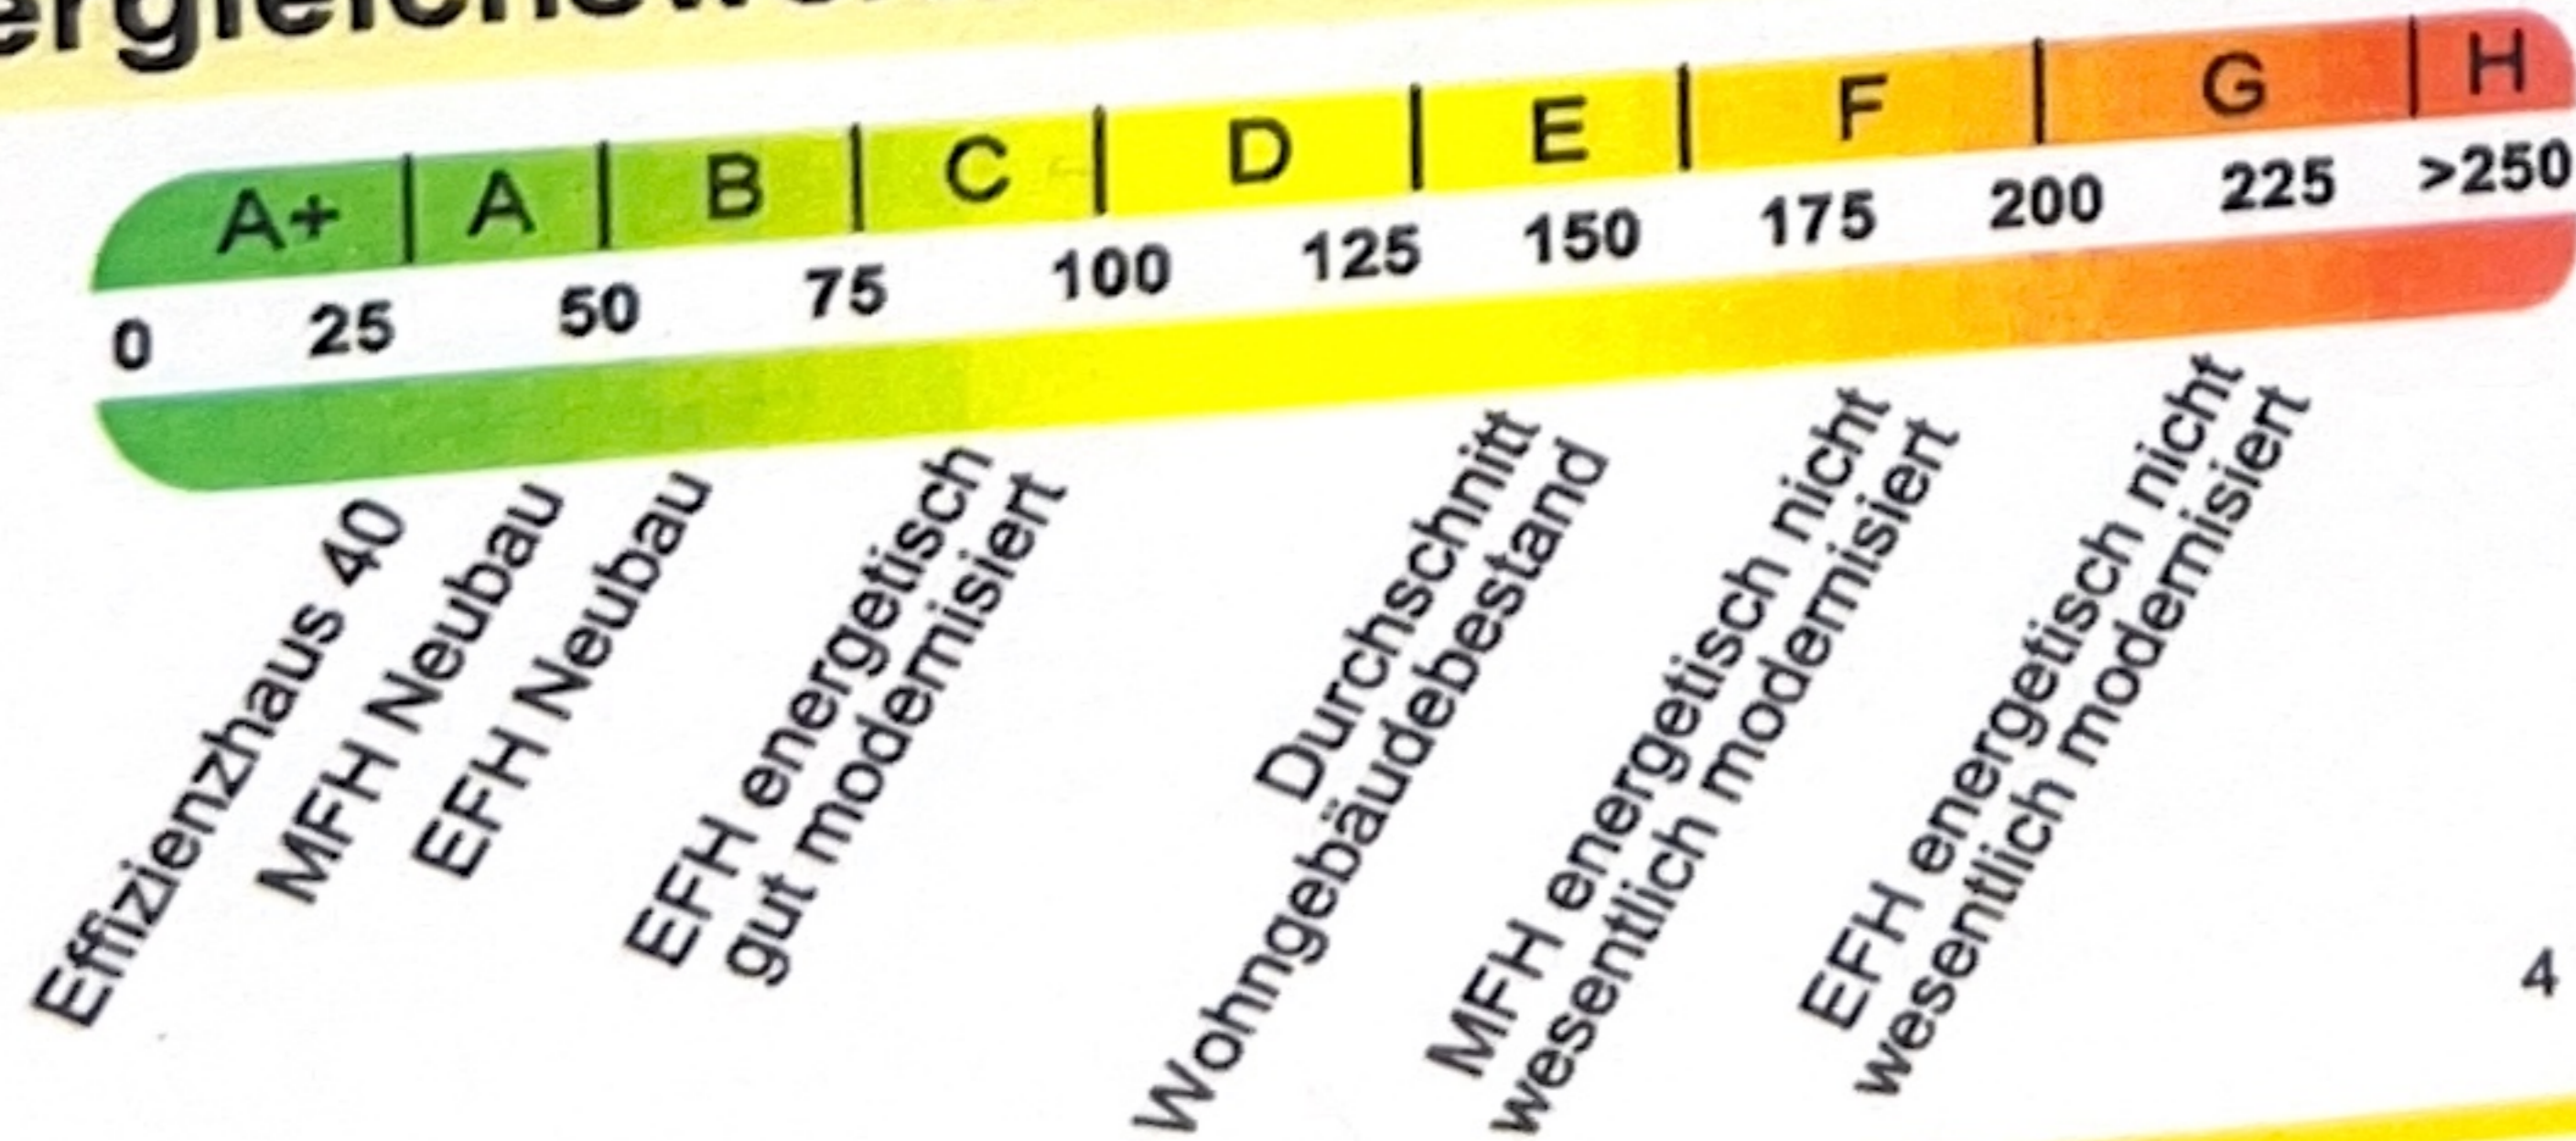 A+ A B C D E F G H
0 25 50 75 100 125 150 175 200 225 >250
Effizienzhaus 40
MFH Neubau
EFH Neubau
EFH energetisch
gut modernisiert
Durchschnitt
Wohngebäudebestand
MFH energetisch nicht
wesentlich modernisiert
EFH energetisch nicht
wesentlich modernisiert
4